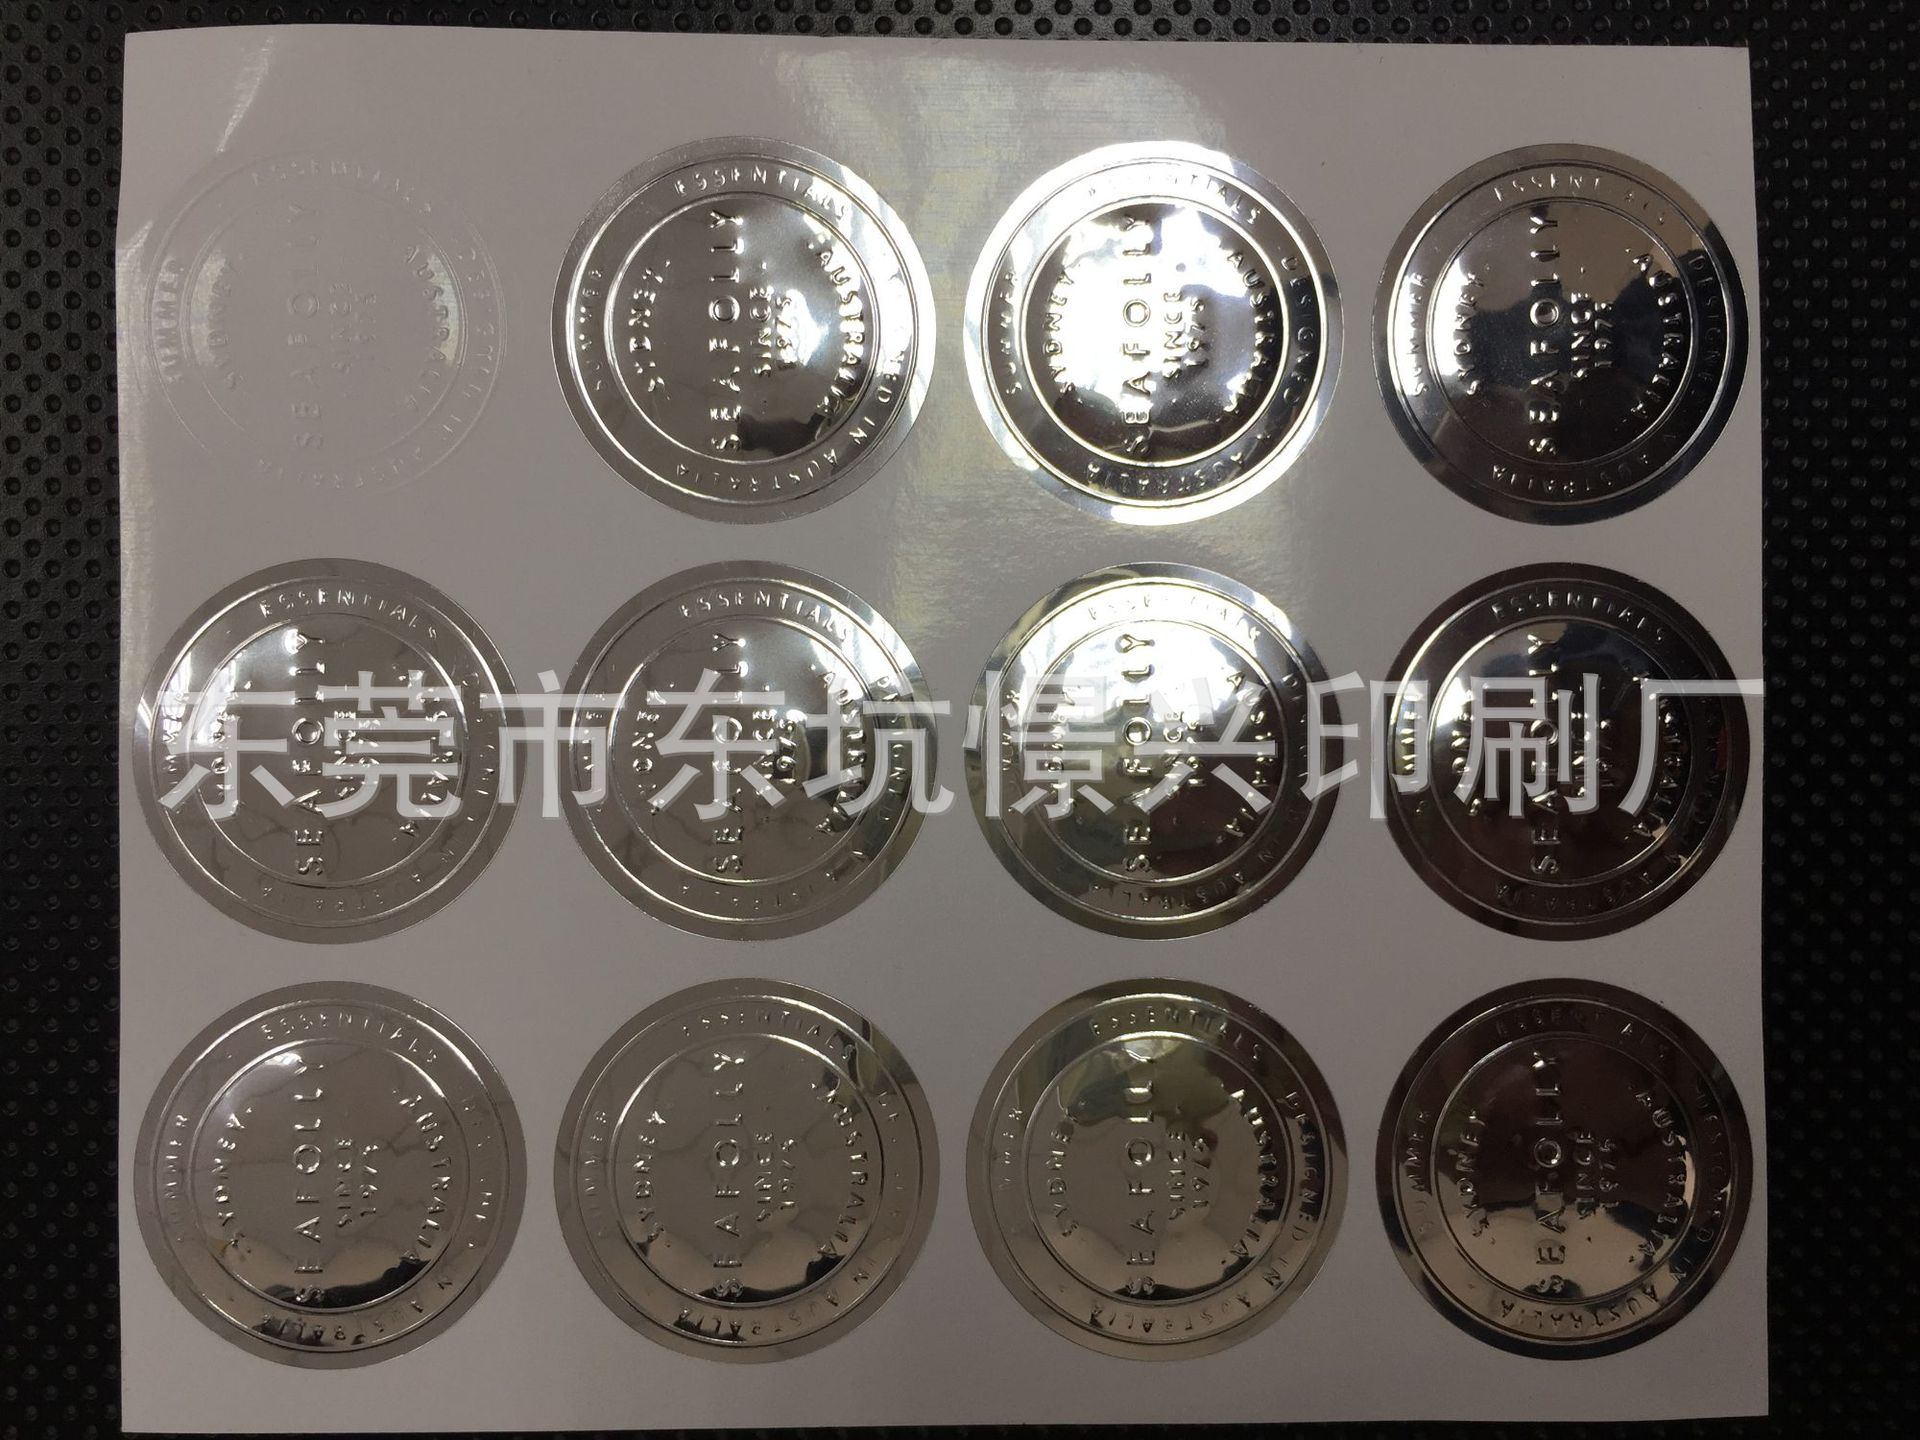 ESSENTIALS · DESIGNED IN AUSTRALIA · SUMMER
SYDNEY.
SEAFOLLY
SINCE
1975
· AUSTRALIA
东莞市东坑憬兴印刷厂